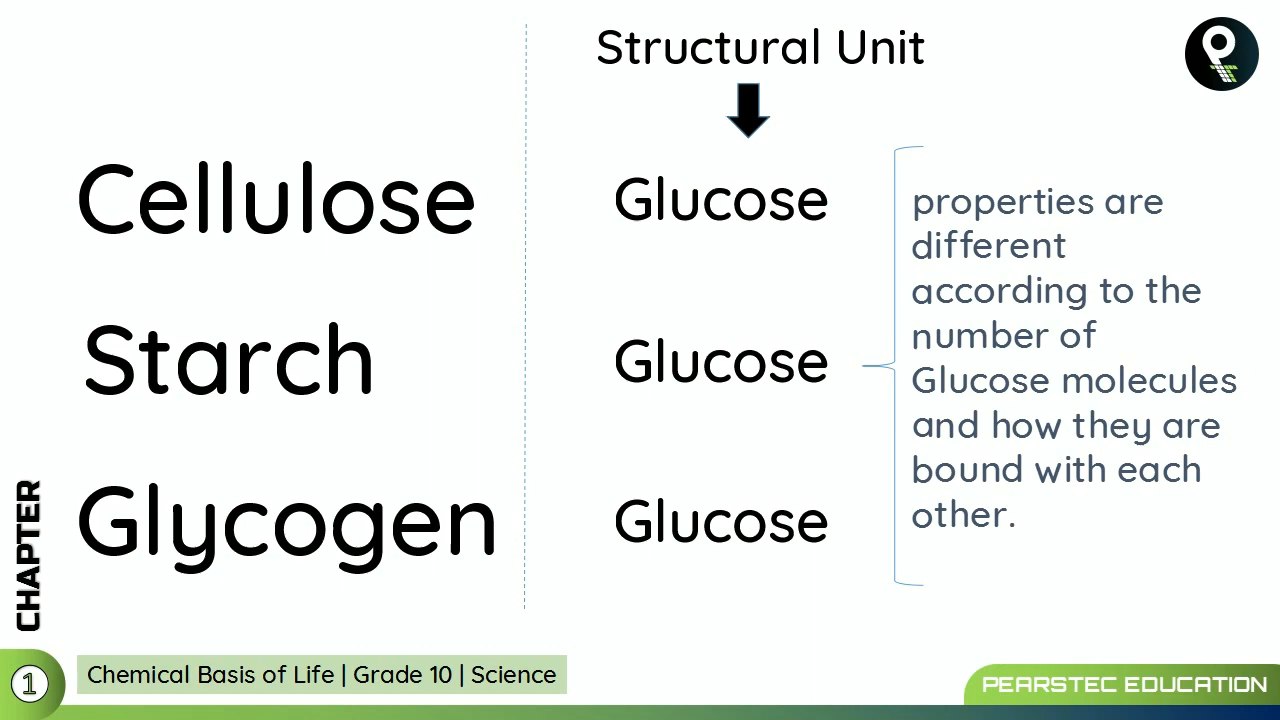 Structural Unit
Cellulose
Glucose
Starch
Glucose
Glycogen
Glucose
properties are
different
according to the
number of
Glucose molecules
and how they are
bound with each
other.
CHAPTER
1
Chemical Basis of Life | Grade 10 | Science
PEARSTEC EDUCATION